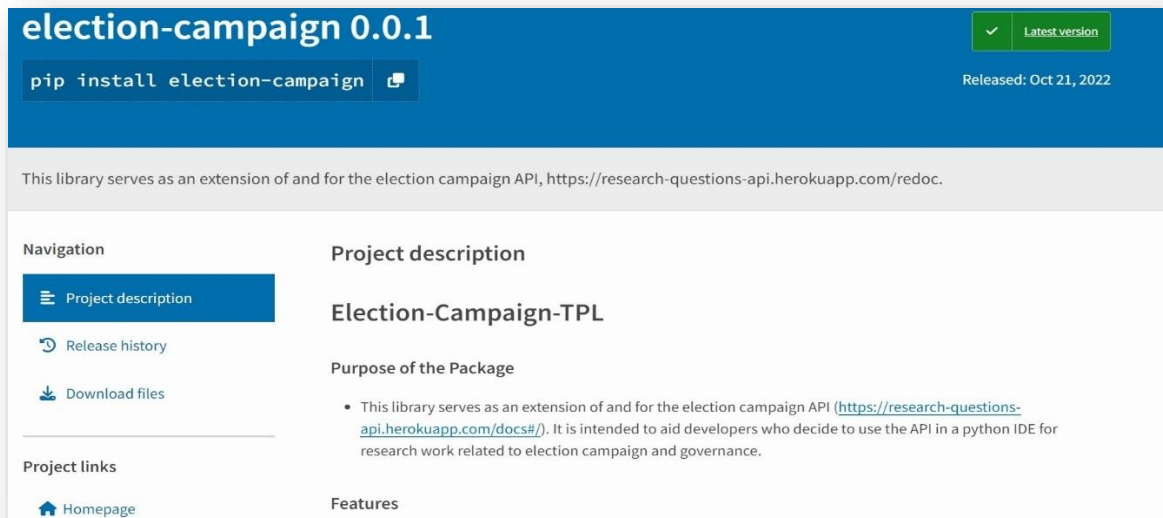 election-campaign 0.0.1
Latest version
pip install election-campaign
Released: Oct 21, 2022
This library serves as an extension of and for the election campaign API, https://research-questions-api.herokuapp.com/redoc.
Navigation
Project description
Release history
Download files
Project links
Homepage
Project description
Election-Campaign-TPL
Purpose of the Package
This library serves as an extension of and for the election campaign API (https://research-questions-
api.herokuapp.com/docs#/). It is intended to aid developers who decide to use the API in a python IDE for
research work related to election campaign and governance.
Features